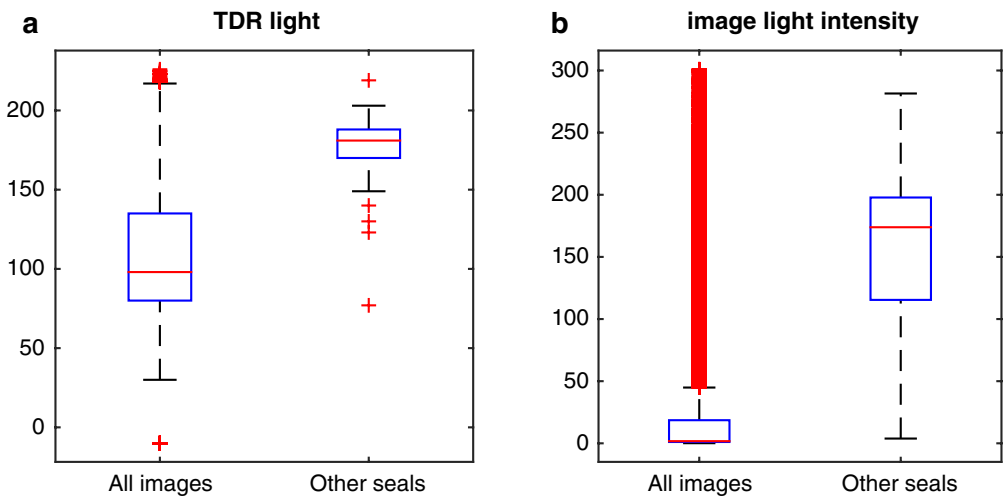 a
TDR light
200
150
100
50
0
All images
Other seals
b
image light intensity
300
250
200
150
100
50
0
All images
Other seals